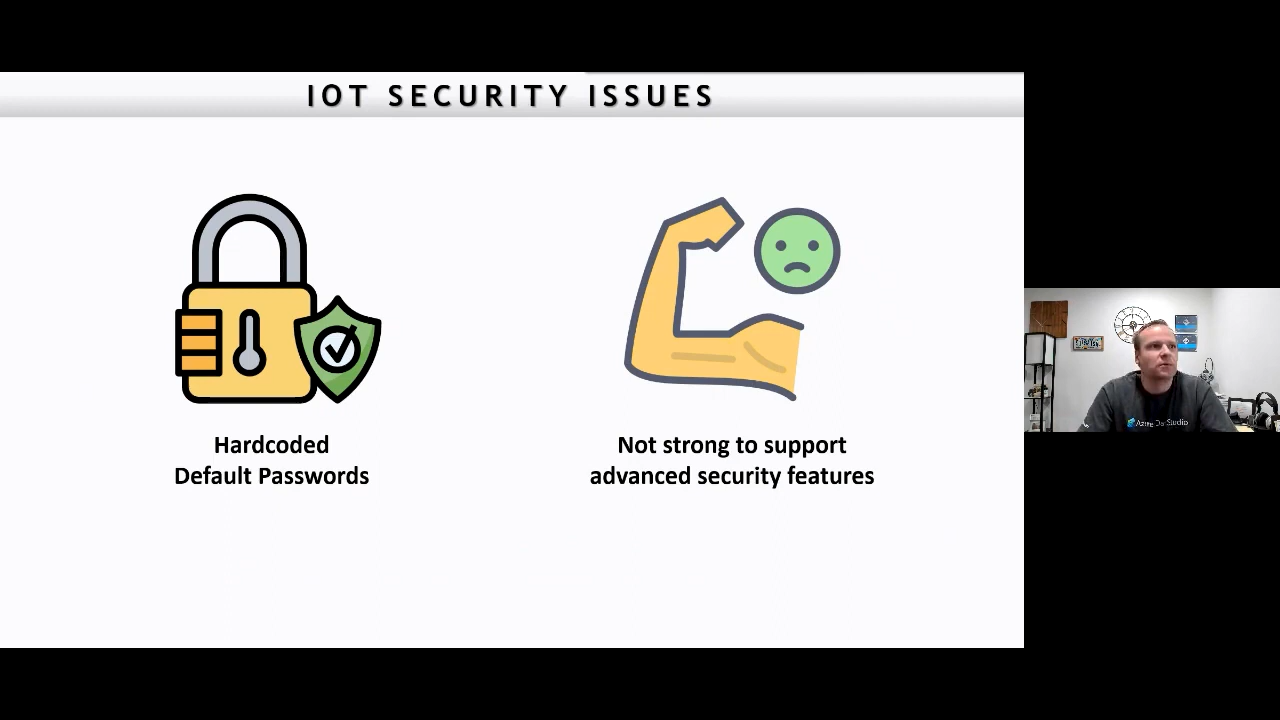 IOT SECURITY ISSUES
Hardcoded
Default Passwords
Not strong to support
advanced security features